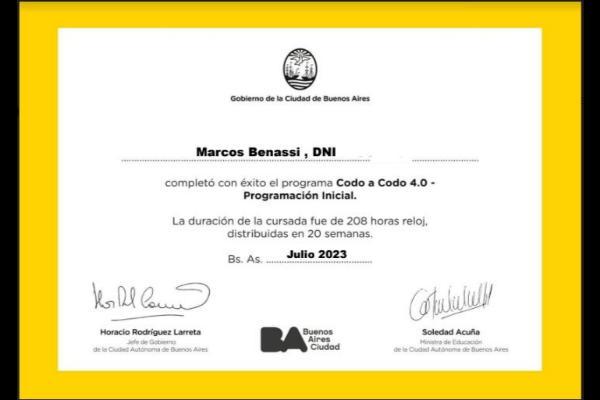 Gobierno de la Ciudad de Buenos Aires
Marcos Benassi , DNI
completó con éxito el programa Codo a Codo 4.0 -
Programación Inicial.
La duración de la cursada fue de 208 horas reloj,
distribuidas en 20 semanas.
Bs. As. Julio 2023
Horacio Rodríguez Larreta
Jefe de Gobierno
de la Ciudad Autónoma de Buenos Aires
BA Buenos
Aires
Ciudad
Soledad Acuña
Ministra de Educación
de la Ciudad Autónoma de Buenos Aires